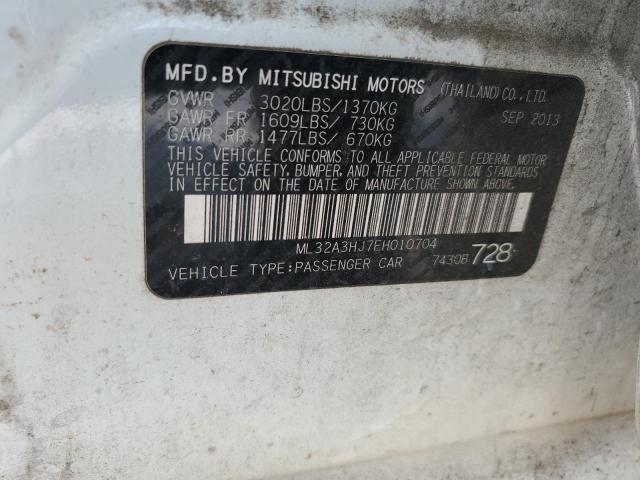 MFD.BY MITSUBISHI MOTORS (THAILAND) CO., LTD.
GVWR 3020LBS/1370KG SEP 2013
GAWR FR 1609LBS/ 730KG
GAWR RR 1477LBS/ 670KG
THIS VEHICLE CONFORMS TO ALL APPLICABLE FEDERAL MOTOR
VEHICLE SAFETY, BUMPER, AND THEFT PREVENTION STANDARDS
IN EFFECT ON THE DATE OF MANUFACTURE SHOWN ABOVE.
ML32A3HJ7EH010704
VEHICLE TYPE:PASSENGER CAR 7430B 728